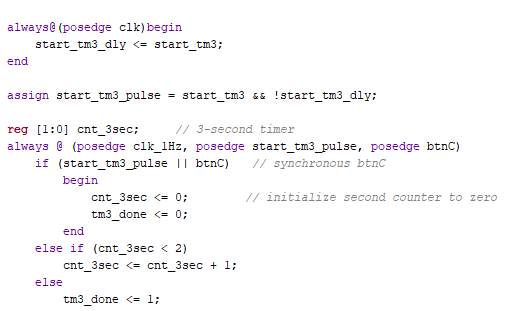 always@(posedge clk)begin
    start_tm3_dly <= start_tm3;
end
assign start_tm3_pulse = start_tm3 && !start_tm3_dly;
reg [1:0] cnt_3sec;     // 3-second timer
always @ (posedge clk_1Hz, posedge start_tm3_pulse, posedge btnC)
    if (start_tm3_pulse || btnC)   // synchronous btnC
        begin
            cnt_3sec <= 0;        // initialize second counter to zero
            tm3_done <= 0;
        end
    else if (cnt_3sec < 2)
        cnt_3sec <= cnt_3sec + 1;
    else
        tm3_done <= 1;